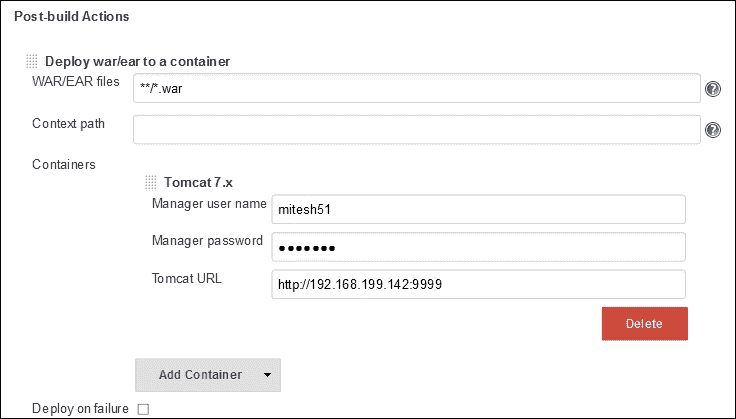 Post-build Actions
Deploy war/ear to a container
WAR/EAR files **/*.war ?
Context path ?
Containers
Tomcat 7.x
Manager user name mitesh51
Manager password •••••••
Tomcat URL http://192.168.199.142:9999
Delete
Add Container
Deploy on failure